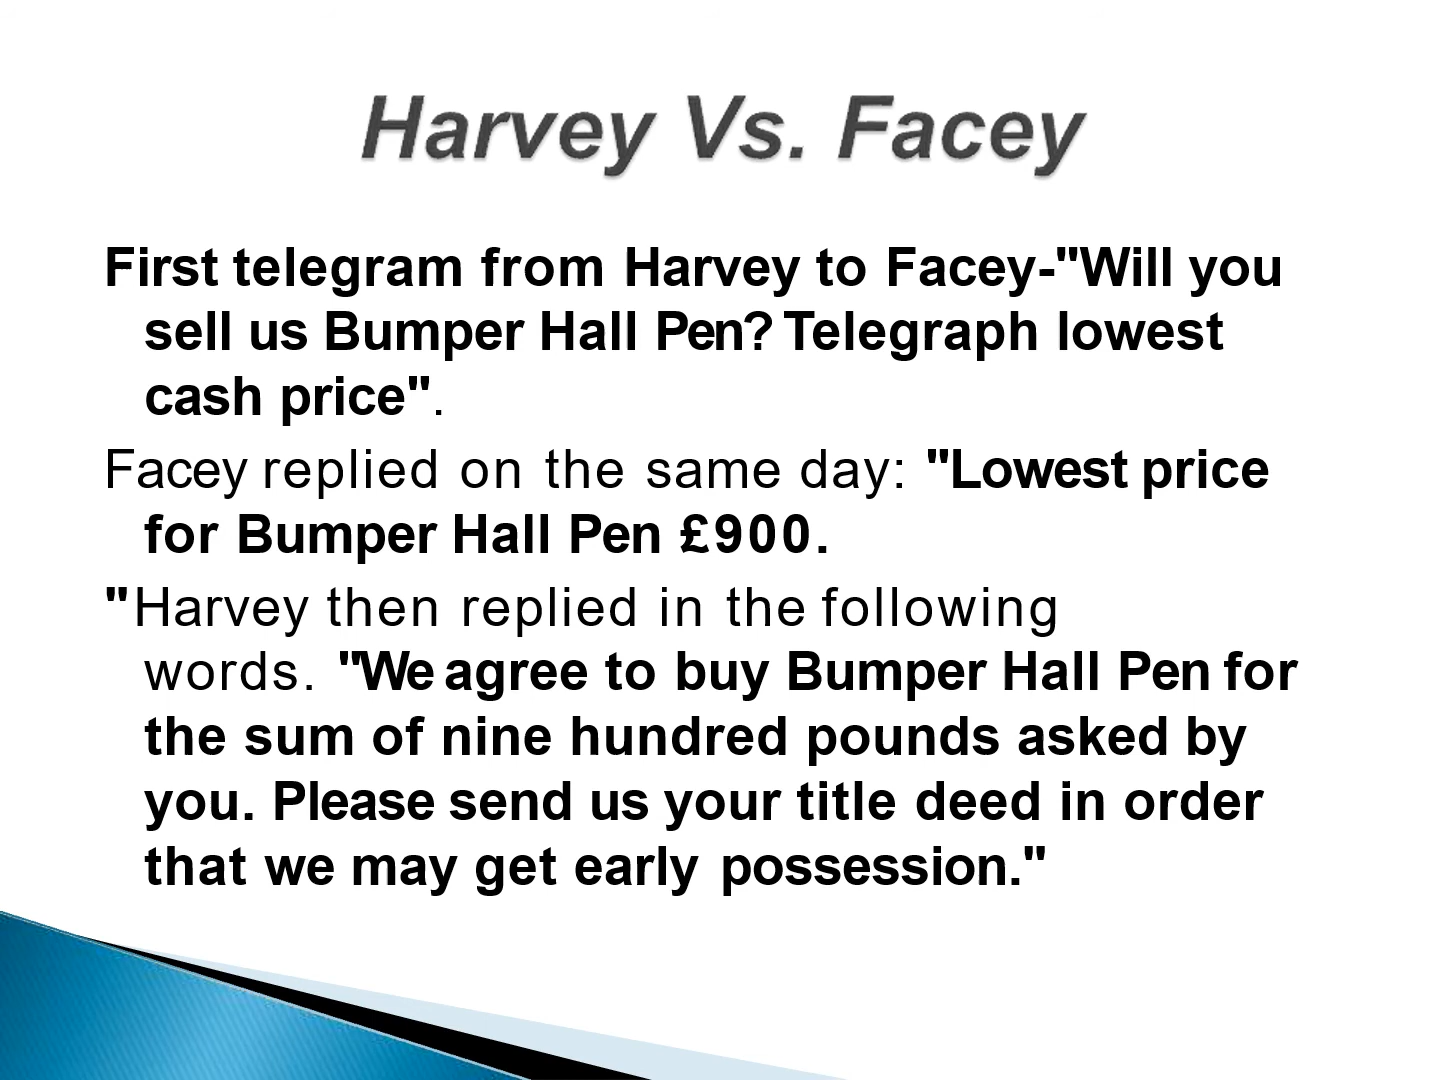 Harvey Vs. Facey
First telegram from Harvey to Facey-"Will you
sell us Bumper Hall Pen? Telegraph lowest
cash price".
Facey replied on the same day: "Lowest price
for Bumper Hall Pen £900.
"Harvey then replied in the following
words. "We agree to buy Bumper Hall Pen for
the sum of nine hundred pounds asked by
you. Please send us your title deed in order
that we may get early possession."